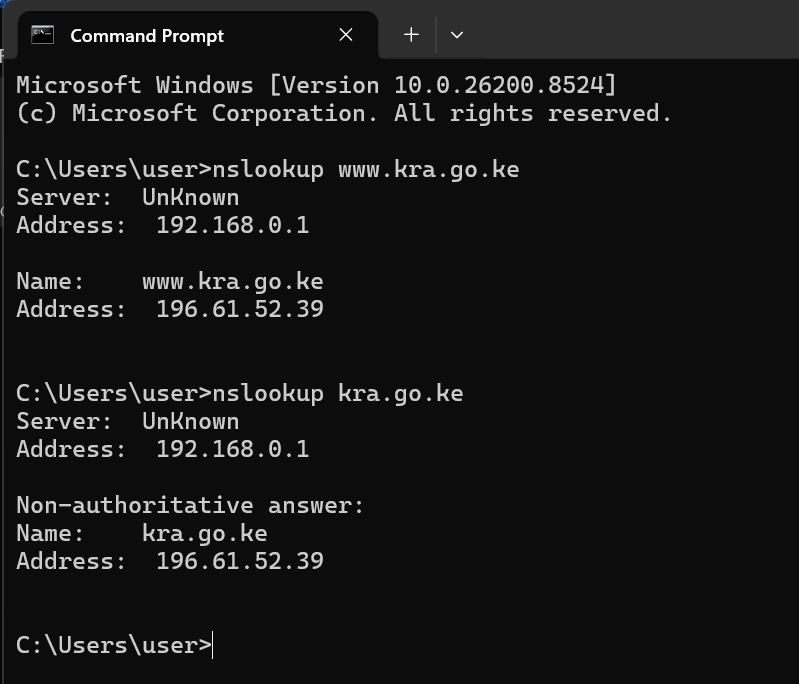 Command Prompt
Microsoft Windows [Version 10.0.26200.8524]
(c) Microsoft Corporation. All rights reserved.
C:\Users\user>nslookup www.kra.go.ke
Server:  UnKnown
Address:  192.168.0.1
Name:    www.kra.go.ke
Address:  196.61.52.39
C:\Users\user>nslookup kra.go.ke
Server:  UnKnown
Address:  192.168.0.1
Non-authoritative answer:
Name:    kra.go.ke
Address:  196.61.52.39
C:\Users\user>